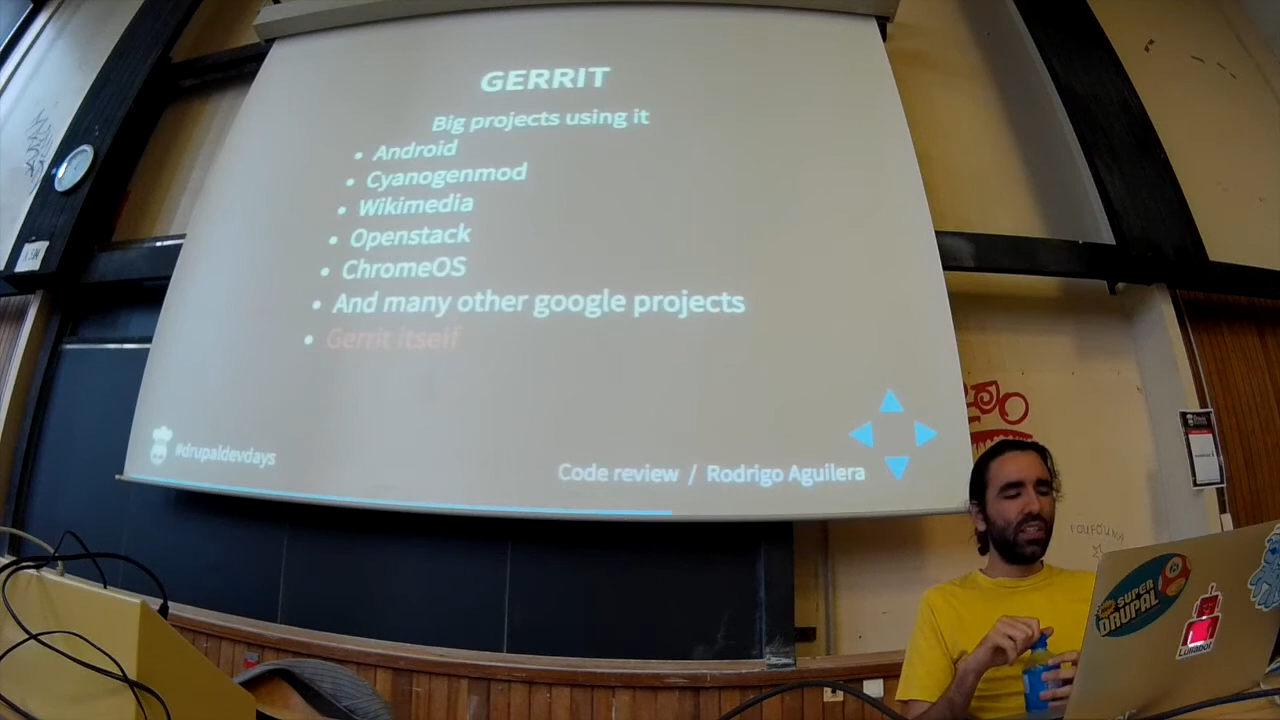 GERRIT
Big projects using it
Android
Cyanogenmod
Wikimedia
Openstack
ChromeOS
And many other google projects
Gerrit itself
#drupaldevdays
Code review / Rodrigo Aguilera
SUPER
DRUPAL
Lullabot